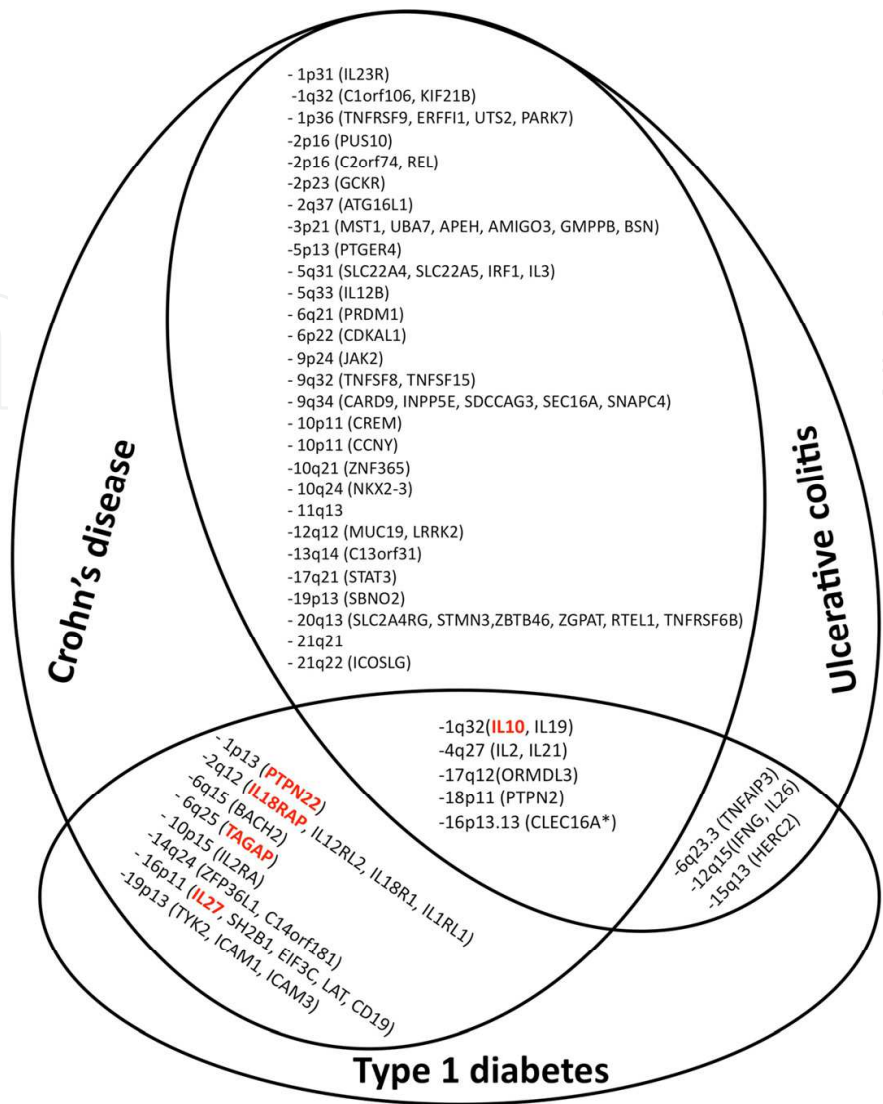 - 1p31 (IL23R)
-1q32 (C1orf106, KIF21B)
- 1p36 (TNFRSF9, ERFFI1, UTS2, PARK7)
-2p16 (PUS10)
-2p16 (C2orf74, REL)
-2p23 (GCKR)
- 2q37 (ATG16L1)
-3p21 (MST1, UBA7, APEH, AMIGO3, GMPPB, BSN)
-5p13 (PTGER4)
- 5q31 (SLC22A4, SLC22A5, IRF1, IL3)
- 5q33 (IL12B)
- 6q21 (PRDM1)
- 6p22 (CDKAL1)
- 9p24 (JAK2)
- 9q32 (TNFSF8, TNFSF15)
- 9q34 (CARD9, INPP5E, SDCCAG3, SEC16A, SNAPC4)
- 10p11 (CREM)
- 10p11 (CCNY)
-10q21 (ZNF365)
- 10q24 (NKX2-3)
- 11q13
-12q12 (MUC19, LRRK2)
-13q14 (C13orf31)
-17q21 (STAT3)
-19p13 (SBNO2)
- 20q13 (SLC2A4RG, STMN3,ZBTB46, ZGPAT, RTEL1, TNFRSF6B)
- 21q21
- 21q22 (ICOSLG)
Crohn's disease
Ulcerative colitis
-1q32(IL10, IL19)
-4q27 (IL2, IL21)
-17q12(ORMDL3)
-18p11 (PTPN2)
-16p13.13 (CLEC16A*)
- 1p13 (PTPN22)
-2q12 (IL18RAP, IL12RL2, IL18R1, IL1RL1)
-6q15 (BACH2)
- 6q25 (TAGAP)
- 10p15 (IL2RA)
-14q24 (ZFP36L1, C14orf181)
- 16p11 (IL27, SH2B1, EIF3C, LAT, CD19)
-19p13 (TYK2, ICAM1, ICAM3)
-6q23.3 (TNFAIP3)
-12q15(IFNG, IL26)
-15q13 (HERC2)
Type 1 diabetes